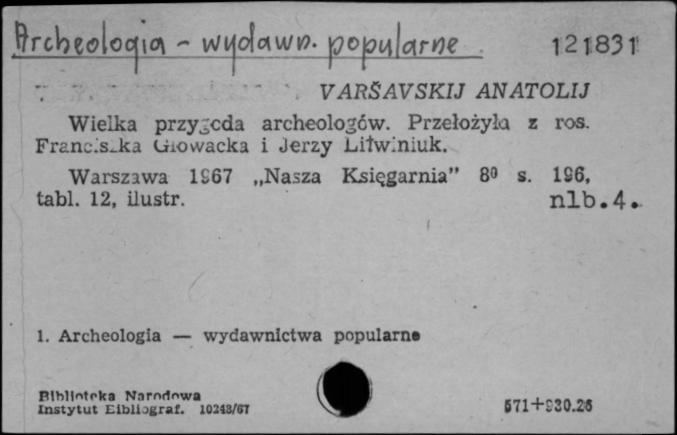 Archeologia - wydawn. popularne 121831
VARŠAVSKIJ ANATOLIJ
Wielka przygoda archeologów. Przełożyła z ros.
Franciszka Głowacka i Jerzy Litwiniuk.
Warszawa 1967 „Nasza Księgarnia” 8⁰ s. 196,
tabl. 12, ilustr. nlb.4.
1. Archeologia — wydawnictwa popularne
Biblioteka Narodowa
Instytut Bibliograf. 10243/67 571+930.26